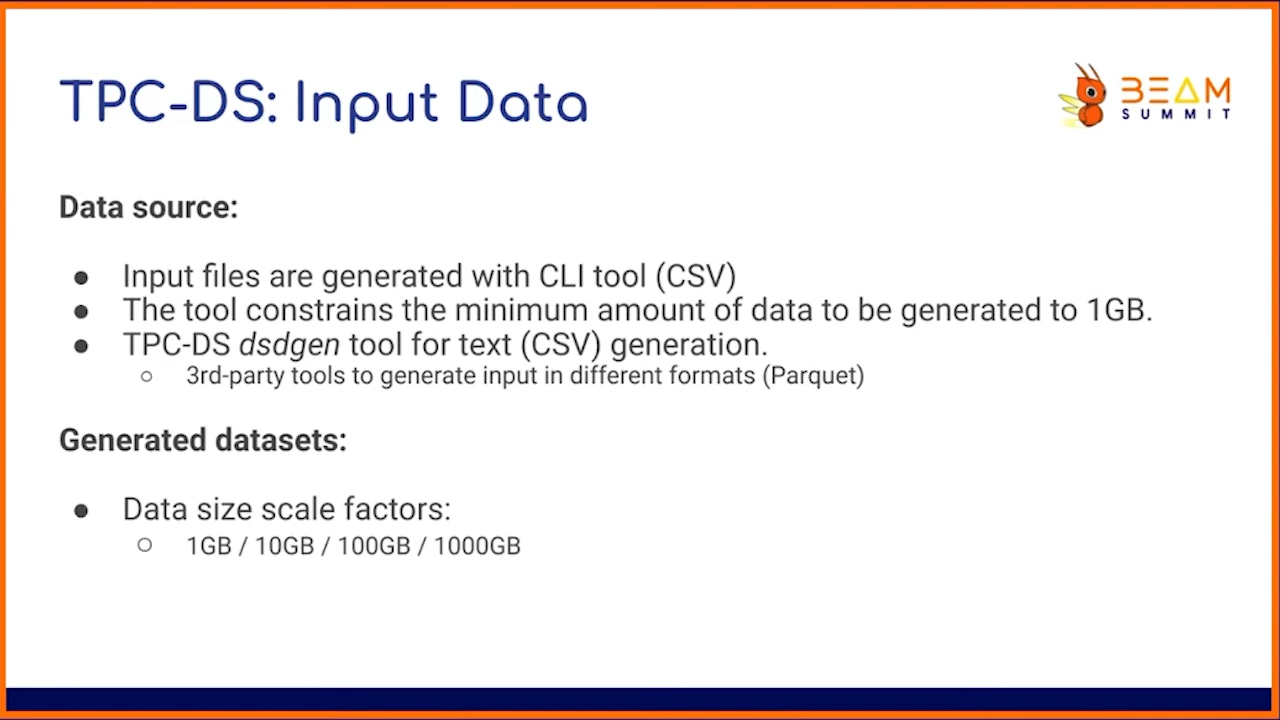 TPC-DS: Input Data
BEAM
SUMMIT
Data source:
● Input files are generated with CLI tool (CSV)
● The tool constrains the minimum amount of data to be generated to 1GB.
● TPC-DS dsdgen tool for text (CSV) generation.
○ 3rd-party tools to generate input in different formats (Parquet)
Generated datasets:
● Data size scale factors:
○ 1GB / 10GB / 100GB / 1000GB